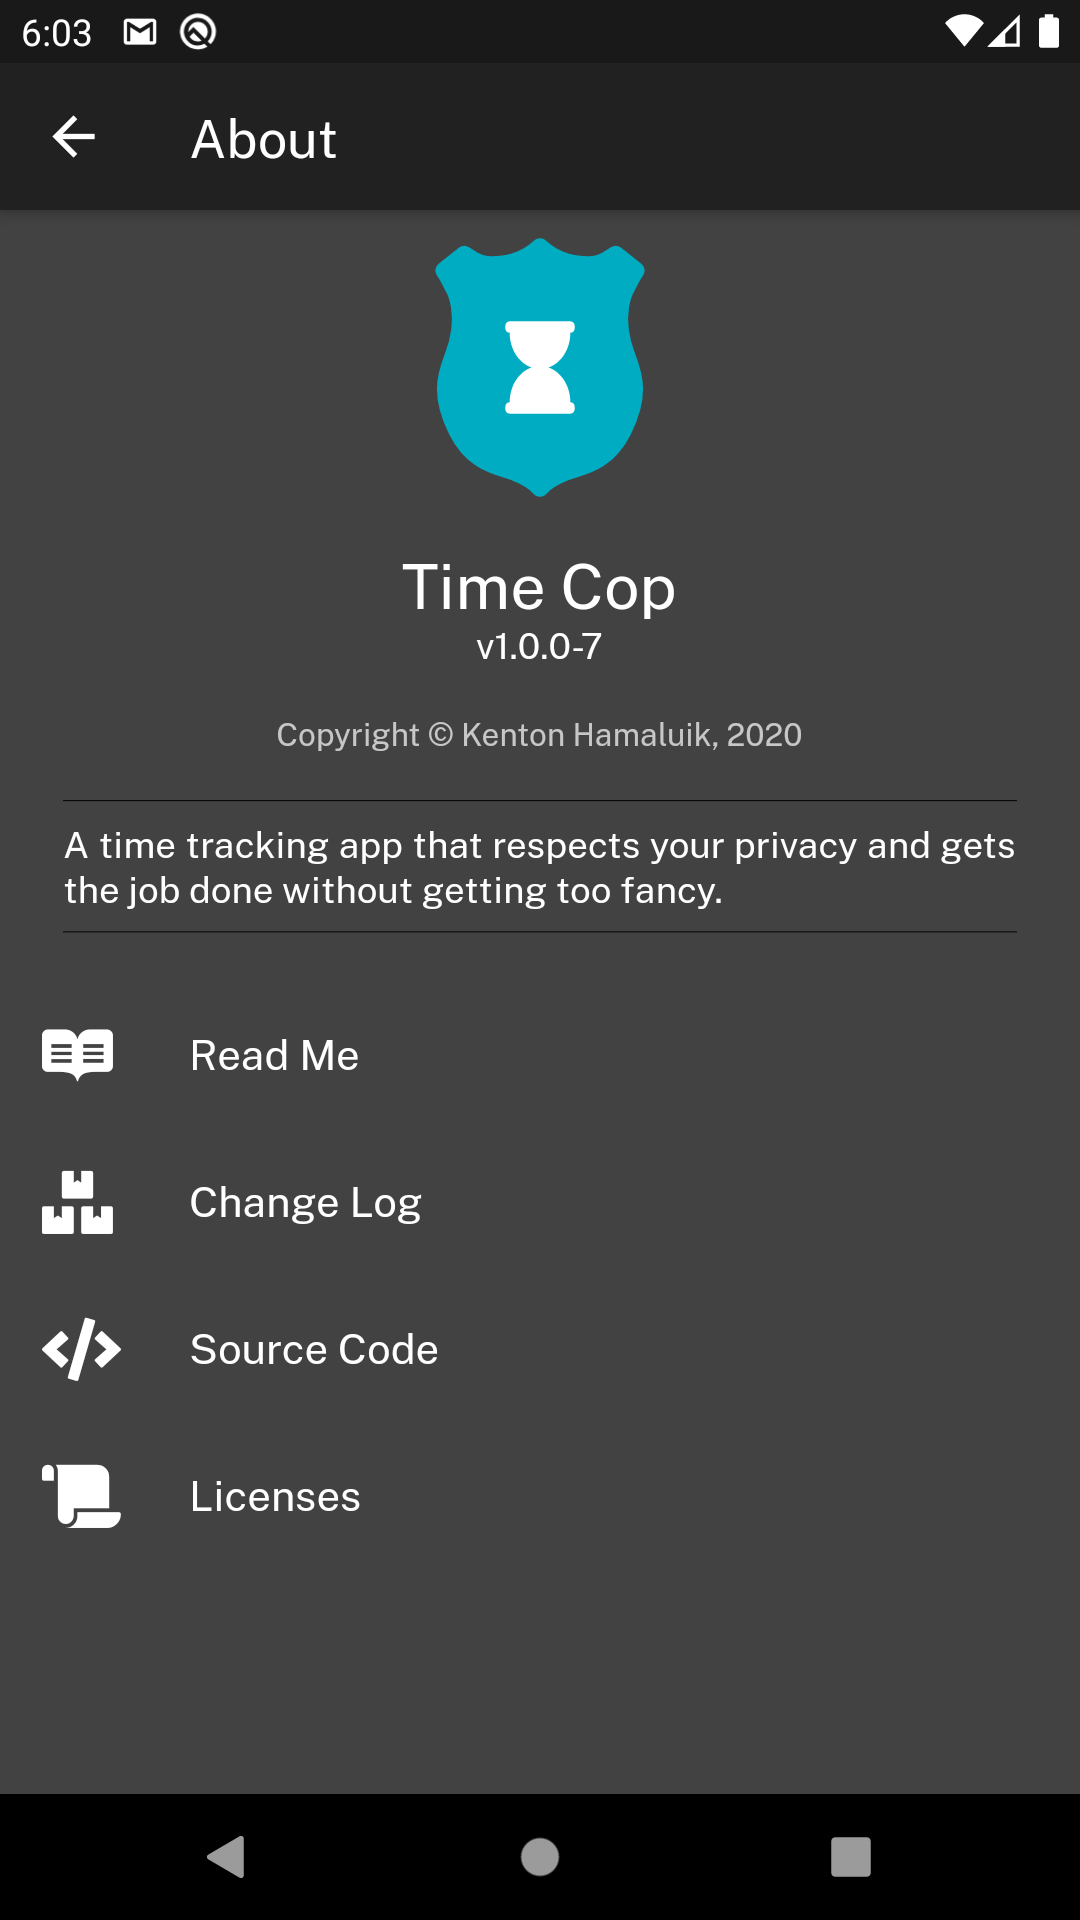 6:03
About
Time Cop
v1.0.0-7
Copyright © Kenton Hamaluik, 2020
A time tracking app that respects your privacy and gets
the job done without getting too fancy.
Read Me
Change Log
Source Code
Licenses